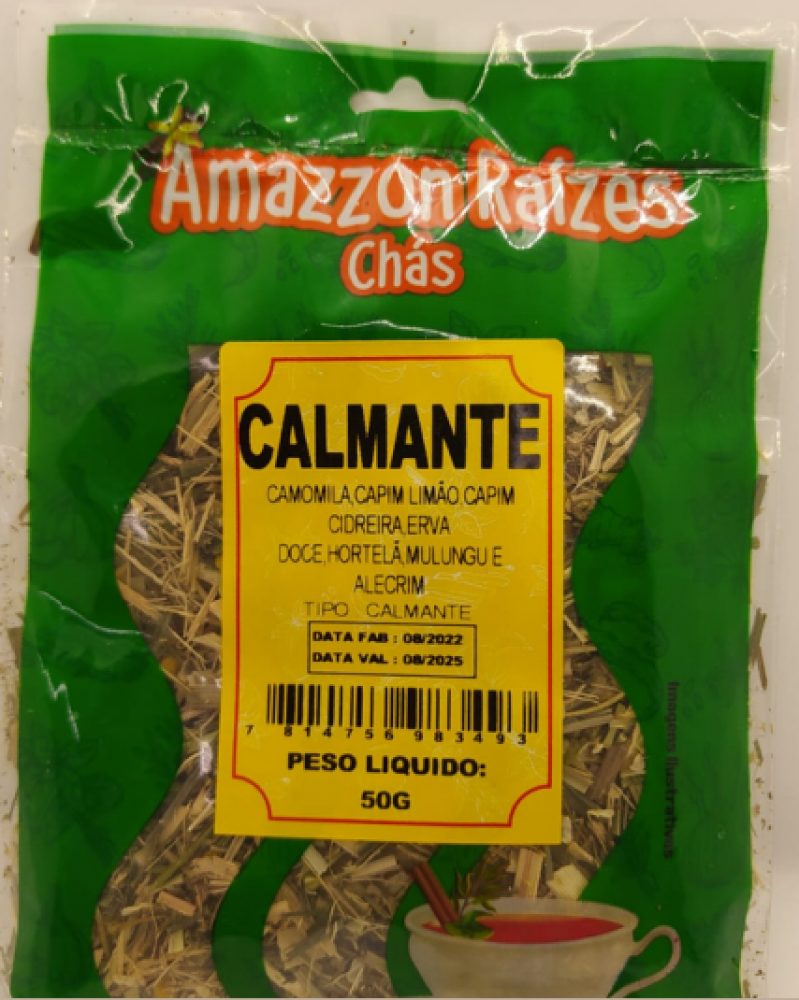 Amazzon Raízes
Chás
CALMANTE
CAMOMILA,CAPIM LIMÃO,CAPIM
CIDREIRA,ERVA
DOCE,HORTELÃ,MULUNGU E
ALECRIM
TIPO CALMANTE
DATA FAB : 08/2022
DATA VAL : 08/2025
7 814756 983493
PESO LIQUIDO:
50G
Imagens Ilustrativas